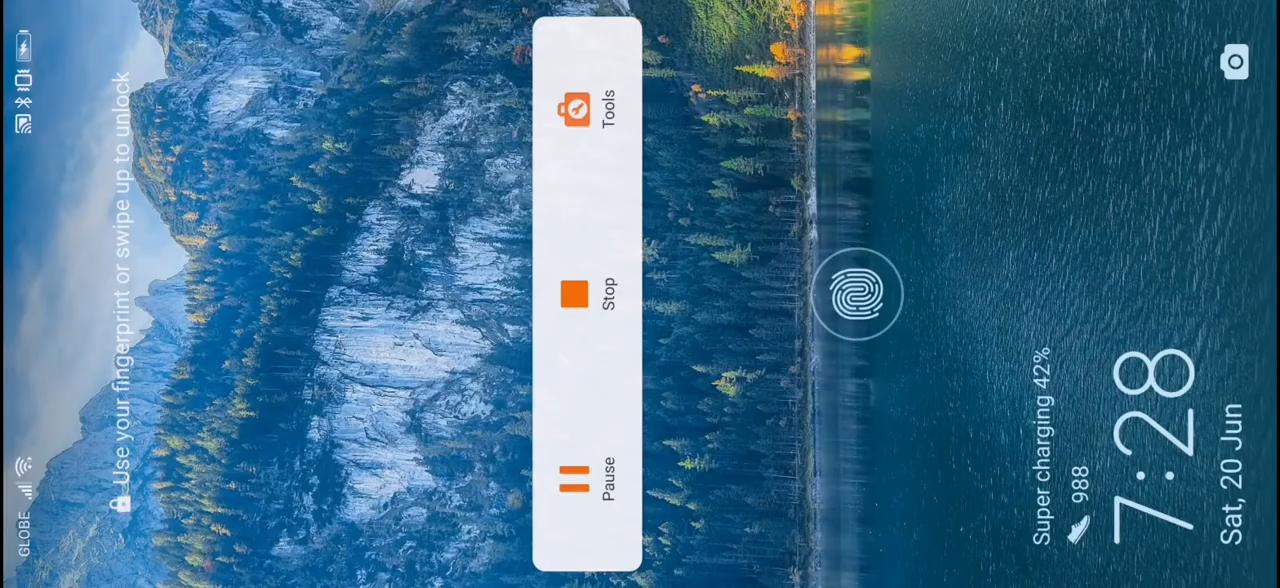 GLOBE
Use your fingerprint or swipe up to unlock
Pause
Stop
Tools
Super charging 42%
988
7:28
Sat, 20 Jun